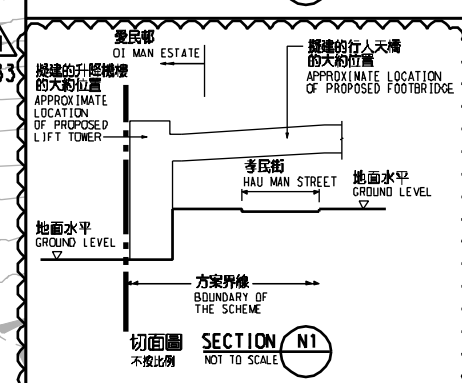 愛民邨
OI MAN ESTATE
擬建的行人天橋
的大約位置
APPROXIMATE LOCATION
OF PROPOSED FOOTBRIDGE
擬建的升降機樓
的大約位置
APPROXIMATE
LOCATION
OF PROPOSED
LIFT TOWER
孝民街
HAU MAN STREET
地面水平
GROUND LEVEL
地面水平
GROUND LEVEL
方案界線
BOUNDARY OF
THE SCHEME
切面圖
不按比例
SECTION
NOT TO SCALE
N1